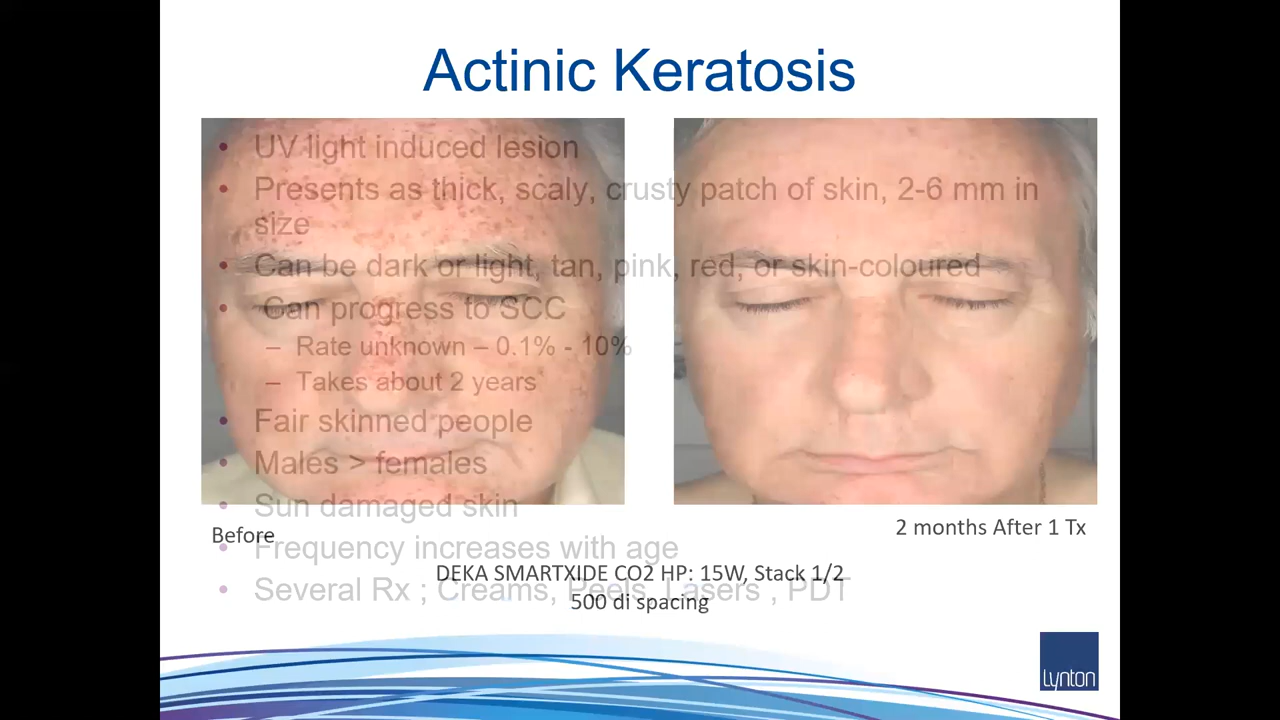 Actinic Keratosis
• UV light induced lesion
• Presents as thick, scaly, crusty patch of skin, 2-6 mm in
size
• Can be dark or light, tan, pink, red, or skin-coloured
• Can progress to SCC
– Rate unknown – 0.1% - 10%
– Takes about 2 years
• Fair skinned people
• Males > females
• Sun damaged skin
• Frequency increases with age
• Several Rx ; Creams, Peels, Lasers , PDT
Before
2 months After 1 Tx
DEKA SMARTXIDE CO2 HP: 15W, Stack 1/2
500 di spacing
Lynton